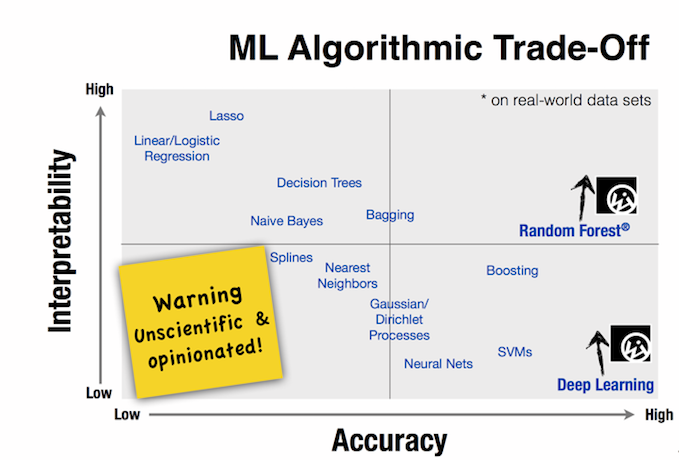 ML Algorithmic Trade-Off
High
* on real-world data sets
Lasso
Linear/Logistic
Regression
Decision Trees
Naive Bayes
Bagging
Random Forest®
Interpretability
Splines
Nearest
Neighbors
Boosting
Gaussian/
Dirichlet
Processes
Neural Nets
SVMs
Deep Learning
Warning
Unscientific &
opinionated!
Low
Low
High
Accuracy